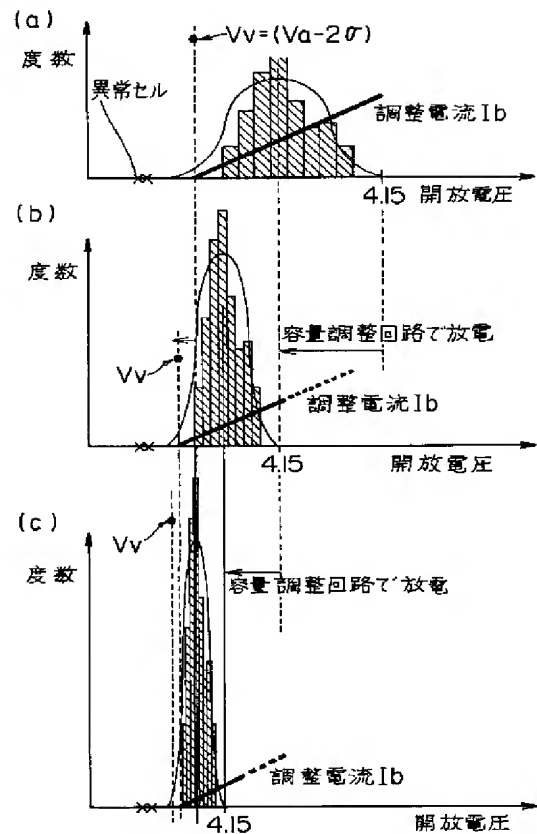 (a)
Vv=(Va-2σ)
度数
異常セル
調整電流Ib
4.15 開放電圧
(b)
度数
容量調整回路で放電
Vv
調整電流Ib
4.15
開放電圧
(c)
Vv
度数
容量調整回路で放電
調整電流Ib
4.15
開放電圧